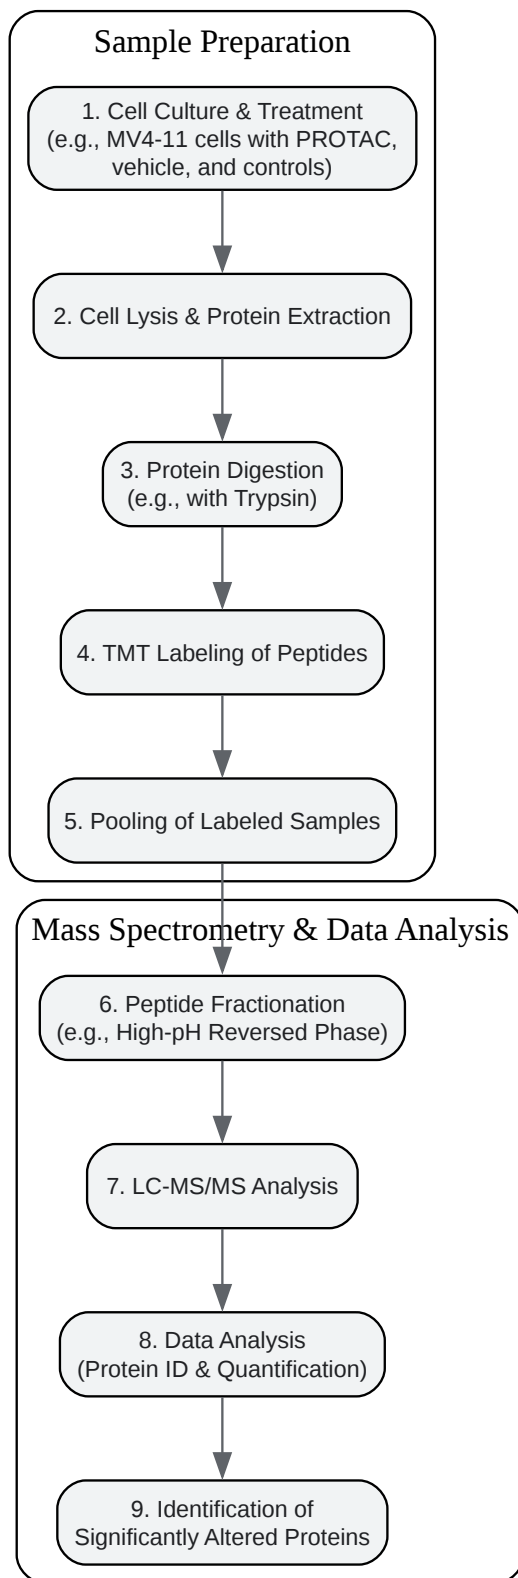 Sample Preparation
1. Cell Culture & Treatment
(e.g., MV4-11 cells with PROTAC,
vehicle, and controls)
2. Cell Lysis & Protein Extraction
3. Protein Digestion
(e.g., with Trypsin)
4. TMT Labeling of Peptides
5. Pooling of Labeled Samples
Mass Spectrometry & Data Analysis
6. Peptide Fractionation
(e.g., High-pH Reversed Phase)
7. LC-MS/MS Analysis
8. Data Analysis
(Protein ID & Quantification)
9. Identification of
Significantly Altered Proteins